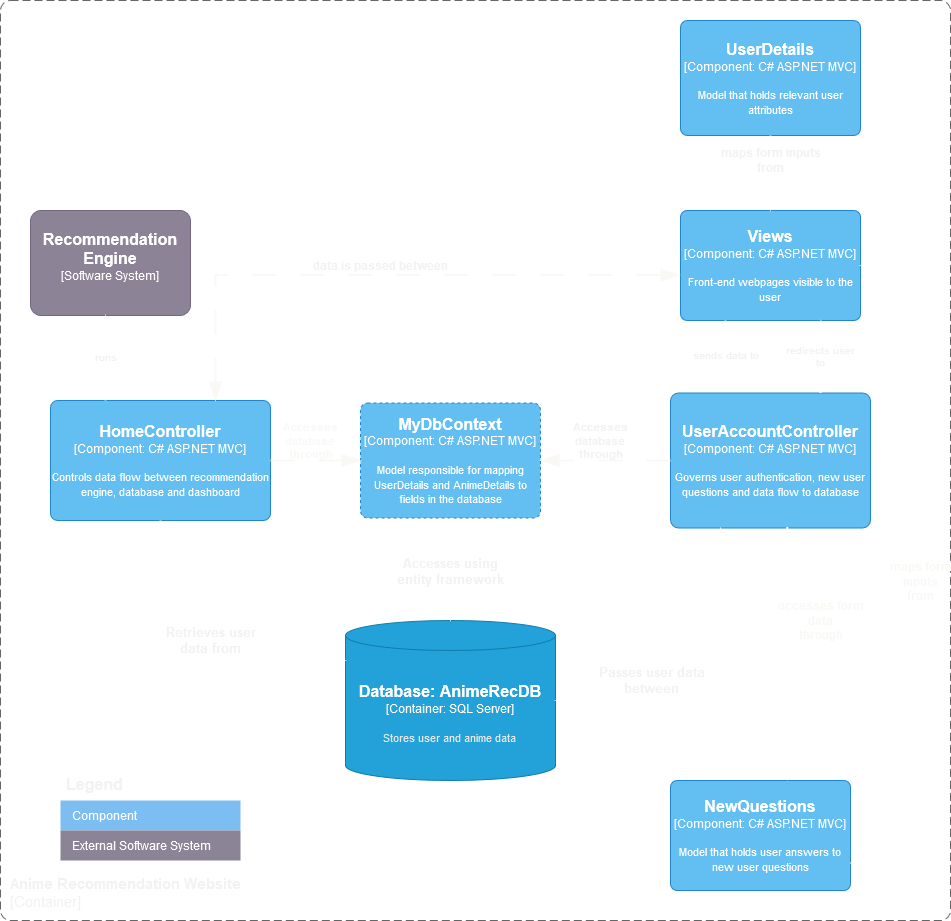 UserDetails
[Component: C# ASP.NET MVC]
Model that holds relevant user
attributes
maps form inputs
from
Recommendation
Engine
[Software System]
data is passed between
Views
[Component: C# ASP.NET MVC]
Front-end webpages visible to the
user
runs
sends data to
redirects user
to
HomeController
[Component: C# ASP.NET MVC]
Controls data flow between recommendation
engine, database and dashboard
Accesses
database
through
MyDbContext
[Component: C# ASP.NET MVC]
Model responsible for mapping
UserDetails and AnimeDetails to
fields in the database
Accesses
database
through
UserAccountController
[Component: C# ASP.NET MVC]
Governs user authentication, new user
questions and data flow to database
Accesses using
entity framework
maps form
inputs
from
accesses form
data
through
Retrieves user
data from
Passes user data
between
Database: AnimeRecDB
[Container: SQL Server]
Stores user and anime data
Legend
Component
External Software System
NewQuestions
[Component: C# ASP.NET MVC]
Model that holds user answers to
new user questions
Anime Recommendation Website
[Container]